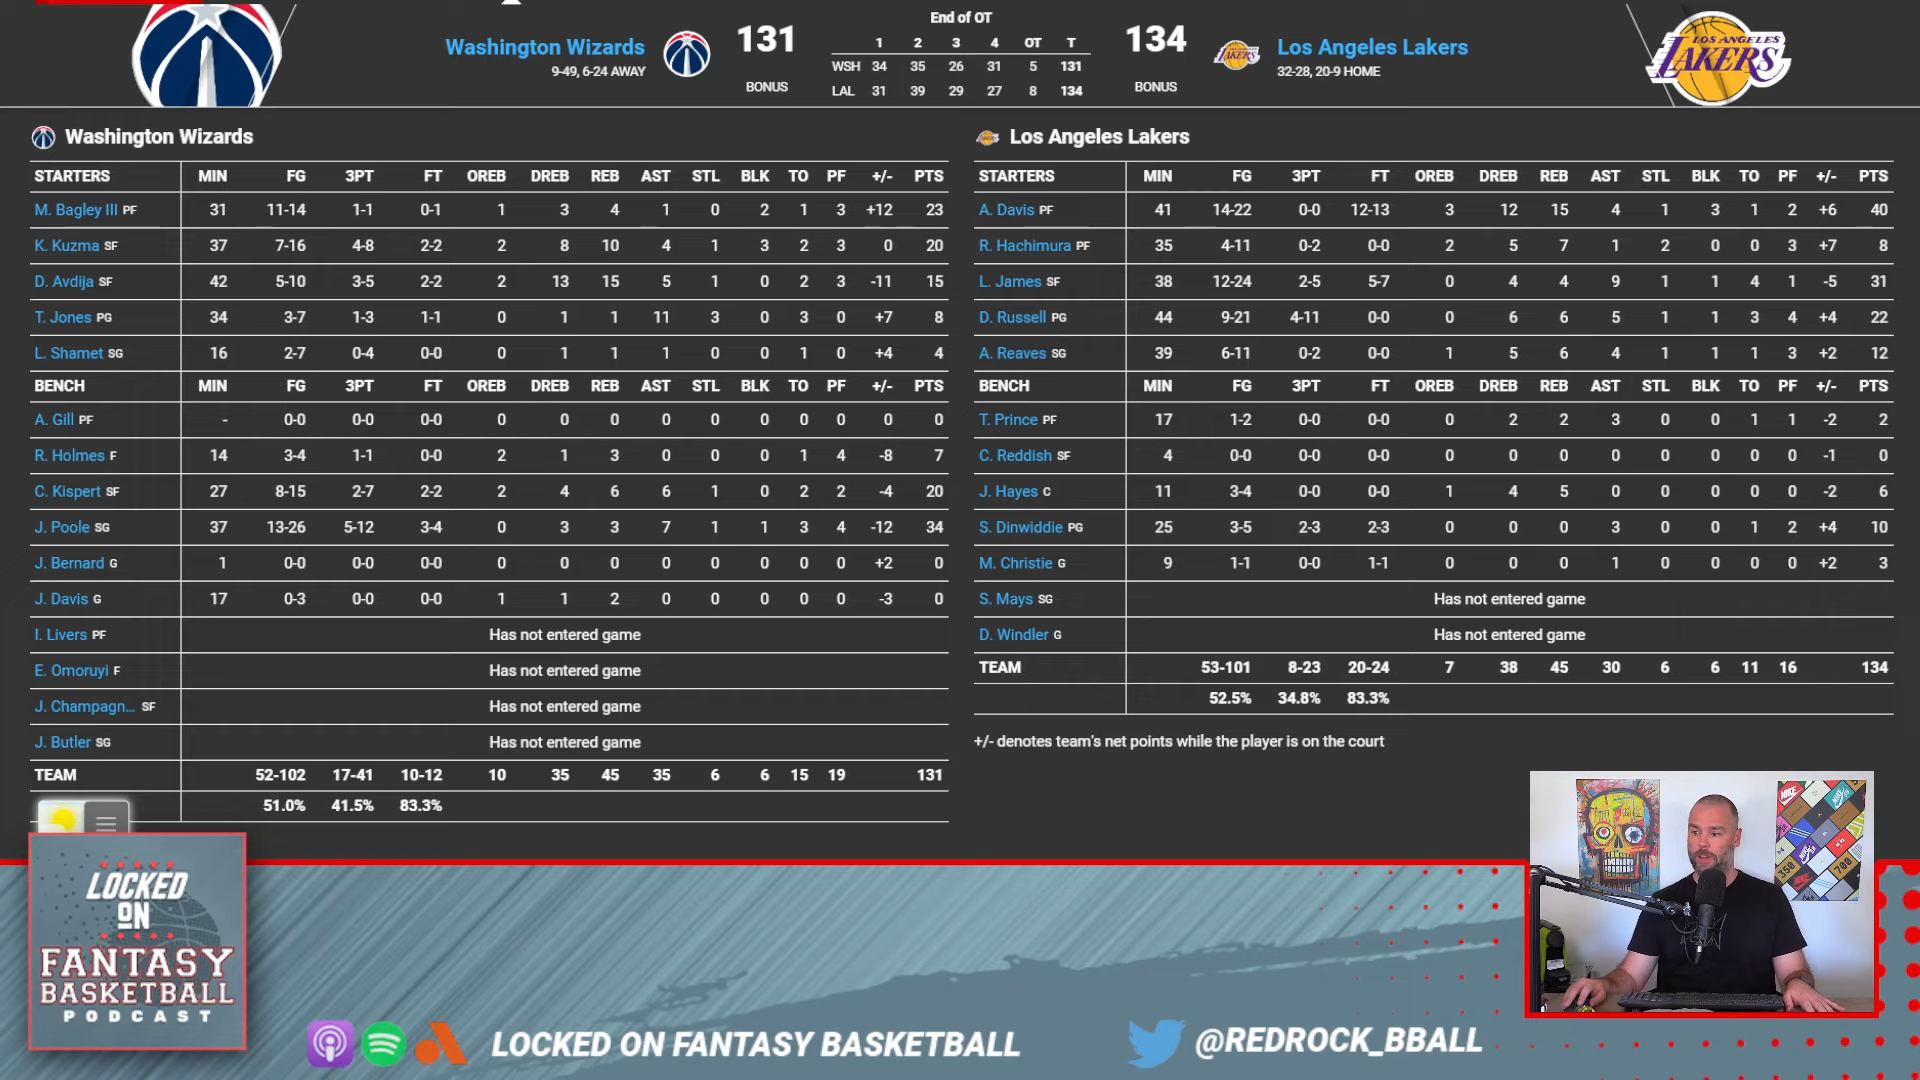 Washington Wizards
9-49, 6-24 AWAY
131
BONUS
End of OT
1 2 3 4 OT T
WSH 34 35 26 31 5 131
LAL 31 39 29 27 8 134
134
BONUS
LAKERS
Los Angeles Lakers
32-28, 20-9 HOME
LOS ANGELES
LAKERS
Washington Wizards
STARTERS MIN FG 3PT FT OREB DREB REB AST STL BLK TO PF +/- PTS
M. Bagley III PF 31 11-14 1-1 0-1 1 3 4 1 0 2 1 3 +12 23
K. Kuzma SF 37 7-16 4-8 2-2 2 8 10 4 1 3 2 3 0 20
D. Avdija SF 42 5-10 3-5 2-2 2 13 15 5 1 0 2 3 -11 15
T. Jones PG 34 3-7 1-3 1-1 0 1 1 11 3 0 3 0 +7 8
L. Shamet SG 16 2-7 0-4 0-0 0 1 1 1 0 0 1 0 +4 4
BENCH MIN FG 3PT FT OREB DREB REB AST STL BLK TO PF +/- PTS
A. Gill PF - 0-0 0-0 0-0 0 0 0 0 0 0 0 0 0 0
R. Holmes F 14 3-4 1-1 0-0 2 1 3 0 0 0 1 4 -8 7
C. Kispert SF 27 8-15 2-7 2-2 2 4 6 6 1 0 2 2 -4 20
J. Poole SG 37 13-26 5-12 3-4 0 3 3 7 1 1 3 4 -12 34
J. Bernard G 1 0-0 0-0 0-0 0 0 0 0 0 0 0 0 +2 0
J. Davis G 17 0-3 0-0 0-0 1 1 2 0 0 0 0 0 -3 0
I. Livers PF Has not entered game
E. Omoruyi F Has not entered game
J. Champagn... SF Has not entered game
J. Butler SG Has not entered game
TEAM 52-102 17-41 10-12 10 35 45 35 6 6 15 19 131
51.0% 41.5% 83.3%
Los Angeles Lakers
STARTERS MIN FG 3PT FT OREB DREB REB AST STL BLK TO PF +/- PTS
A. Davis PF 41 14-22 0-0 12-13 3 12 15 4 1 3 1 2 +6 40
R. Hachimura PF 35 4-11 0-2 0-0 2 5 7 1 2 0 0 3 +7 8
L. James SF 38 12-24 2-5 5-7 0 4 4 9 1 1 4 1 -5 31
D. Russell PG 44 9-21 4-11 0-0 0 6 6 5 1 1 3 4 +4 22
A. Reaves SG 39 6-11 0-2 0-0 1 5 6 4 1 1 1 3 +2 12
BENCH MIN FG 3PT FT OREB DREB REB AST STL BLK TO PF +/- PTS
T. Prince PF 17 1-2 0-0 0-0 0 2 2 3 0 0 1 1 -2 2
C. Reddish SF 4 0-0 0-0 0-0 0 0 0 0 0 0 0 0 -1 0
J. Hayes C 11 3-4 0-0 0-0 1 4 5 0 0 0 0 0 -2 6
S. Dinwiddie PG 25 3-5 2-3 2-3 0 0 0 3 0 0 1 2 +4 10
M. Christie G 9 1-1 0-0 1-1 0 0 0 1 0 0 0 0 +2 3
S. Mays SG Has not entered game
D. Windler G Has not entered game
TEAM 53-101 8-23 20-24 7 38 45 30 6 6 11 16 134
52.5% 34.8% 83.3%
+/- denotes team's net points while the player is on the court
LOCKED
ON
FANTASY
BASKETBALL
PODCAST
LOCKED ON FANTASY BASKETBALL
@REDROCK_BBALL
NIKE
350
700